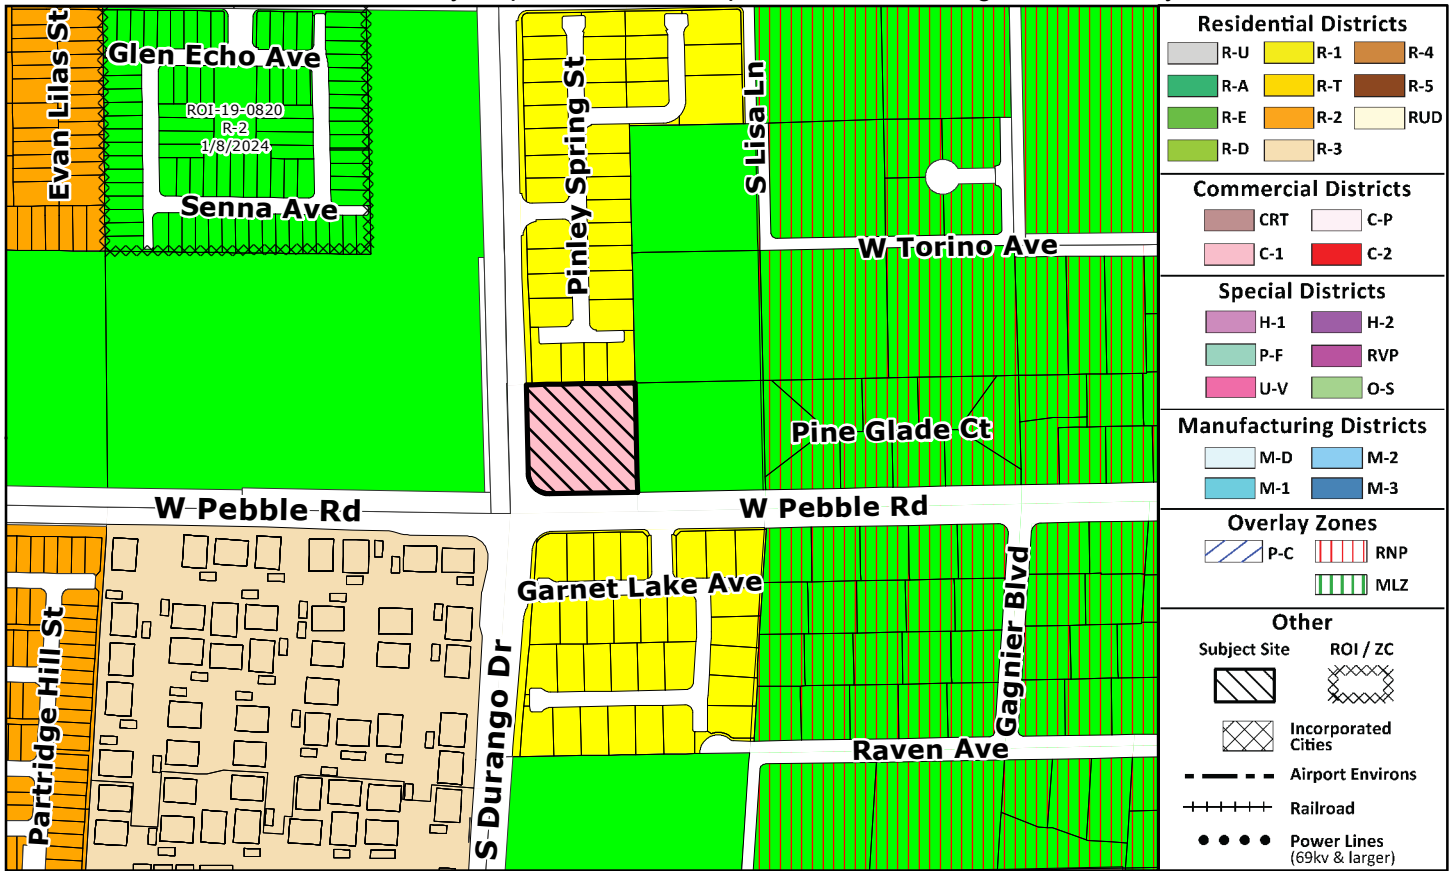 Evan Lilas St
Glen Echo Ave
ROI-19-0820
R-2
1/8/2024
Senna Ave
Pinley Spring St
S Lisa Ln
W Torino Ave
Pine Glade Ct
W Pebble Rd
W Pebble Rd
Garnet Lake Ave
Gagnier Blvd
Partridge Hill St
S Durango Dr
Raven Ave
Residential Districts
R-U
R-1
R-4
R-A
R-T
R-5
R-E
R-2
RUD
R-D
R-3
Commercial Districts
CRT
C-P
C-1
C-2
Special Districts
H-1
H-2
P-F
RVP
U-V
O-S
Manufacturing Districts
M-D
M-2
M-1
M-3
Overlay Zones
P-C
RNP
MLZ
Other
Subject Site
ROI / ZC
Incorporated
Cities
Airport Environs
Railroad
Power Lines
(69kv & larger)